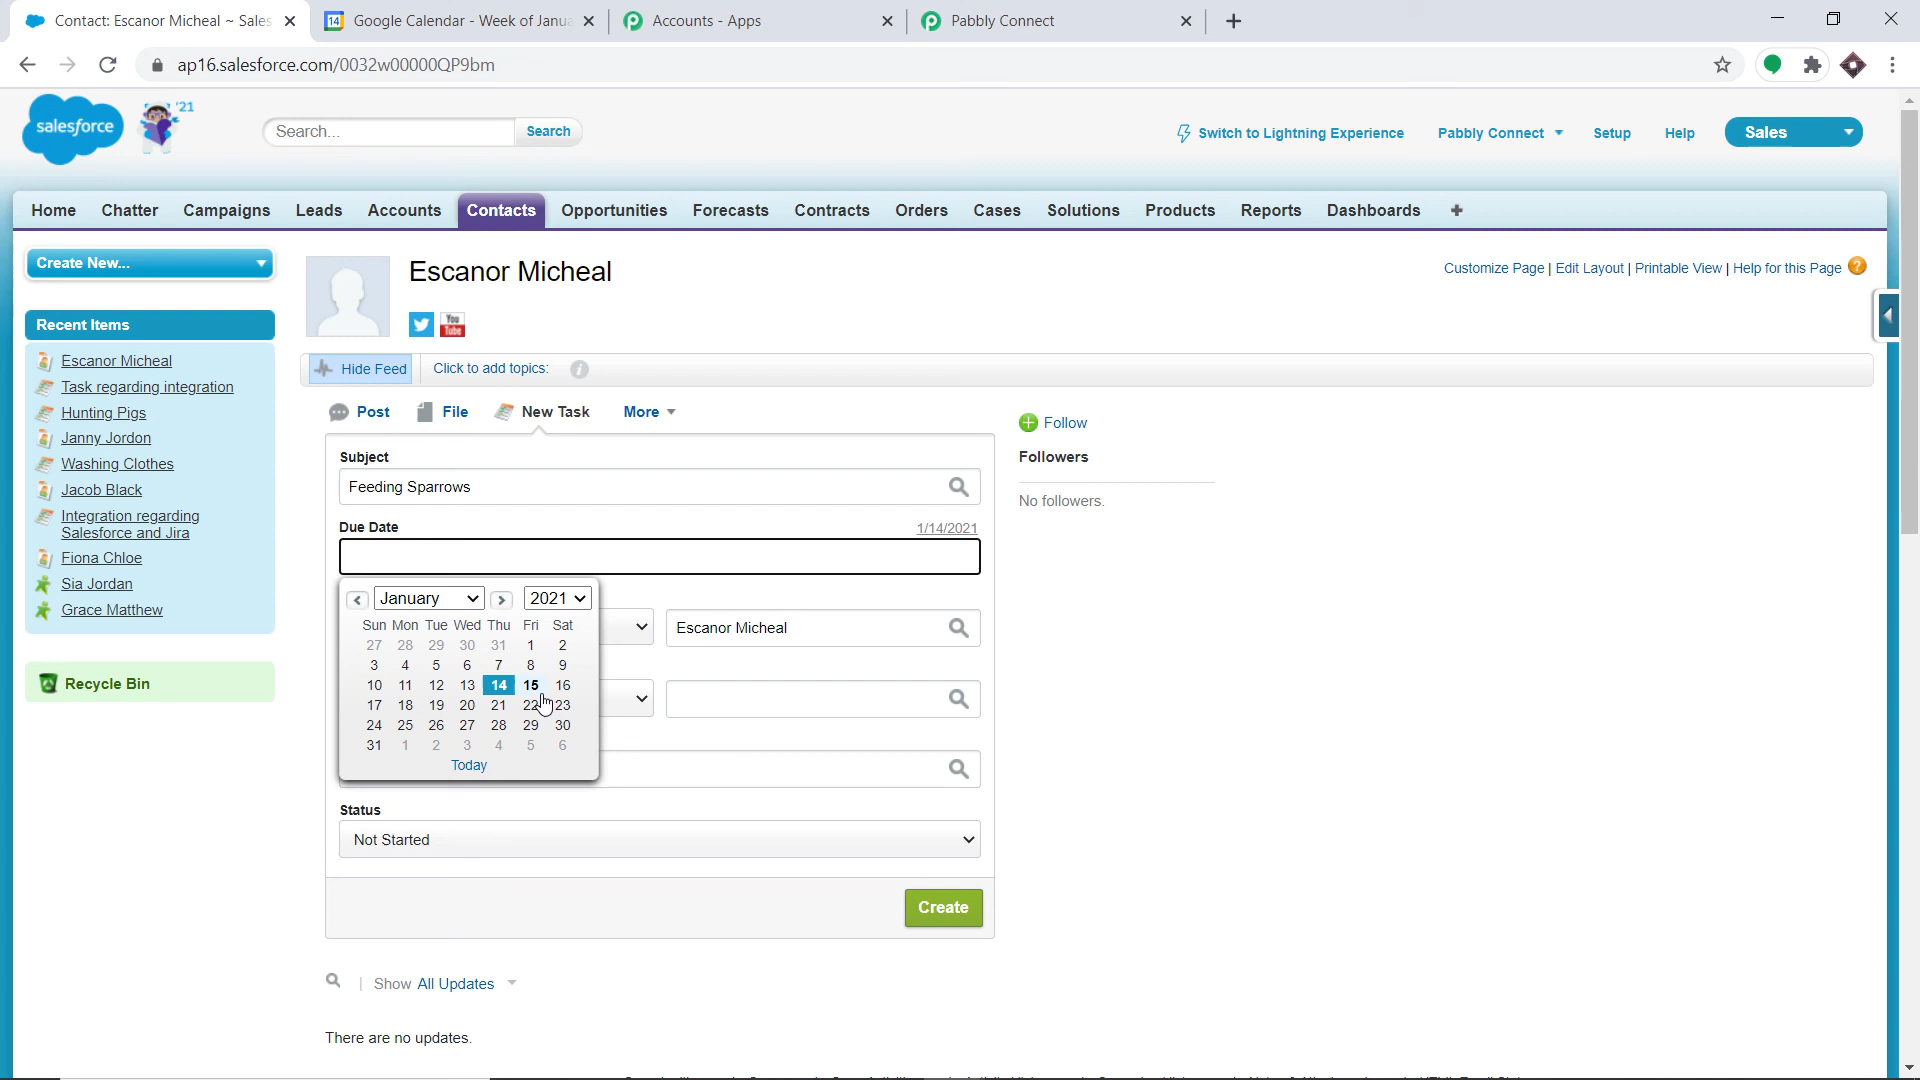 Contact: Escanor Micheal ~ Sales
Google Calendar - Week of Janua
Accounts - Apps
Pabbly Connect
ap16.salesforce.com/0032w00000QP9bm
salesforce
'21
Search...
Search
Switch to Lightning Experience
Pabbly Connect
Setup
Help
Sales
Home
Chatter
Campaigns
Leads
Accounts
Contacts
Opportunities
Forecasts
Contracts
Orders
Cases
Solutions
Products
Reports
Dashboards
Create New...
Recent Items
Escanor Micheal
Task regarding integration
Hunting Pigs
Janny Jordon
Washing Clothes
Jacob Black
Integration regarding
Salesforce and Jira
Fiona Chloe
Sia Jordan
Grace Matthew
Recycle Bin
Escanor Micheal
You
Tube
Customize Page | Edit Layout | Printable View | Help for this Page
Hide Feed
Click to add topics:
Post
File
New Task
More
Follow
Followers
No followers.
Subject
Feeding Sparrows
Due Date
1/14/2021
January
2021
Sun Mon Tue Wed Thu Fri Sat
27 28 29 30 31 1 2
3 4 5 6 7 8 9
10 11 12 13 14 15 16
17 18 19 20 21 22 23
24 25 26 27 28 29 30
31 1 2 3 4 5 6
Today
Escanor Micheal
Status
Not Started
Create
Show All Updates
There are no updates.